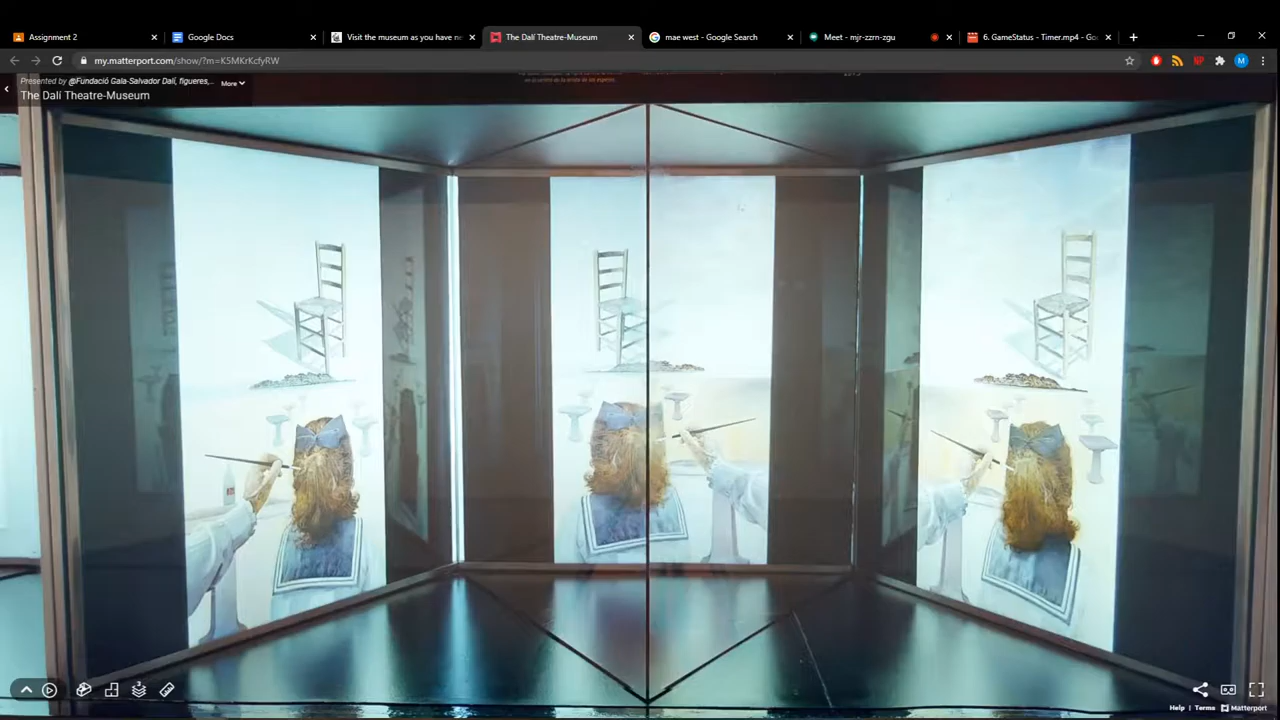 Assignment 2
Google Docs
Visit the museum as you have ne
The Dalí Theatre-Museum
mae west - Google Search
Meet - mjr-zzrn-zgu
6. GameStatus - Timer.mp4 - Go
my.matterport.com/show/?m=K5MKrKcfyRW
M
Presented by @Fundació Gala-Salvador Dalí, figueres,...
More
The Dalí Theatre-Museum
Help | Terms
Matterport